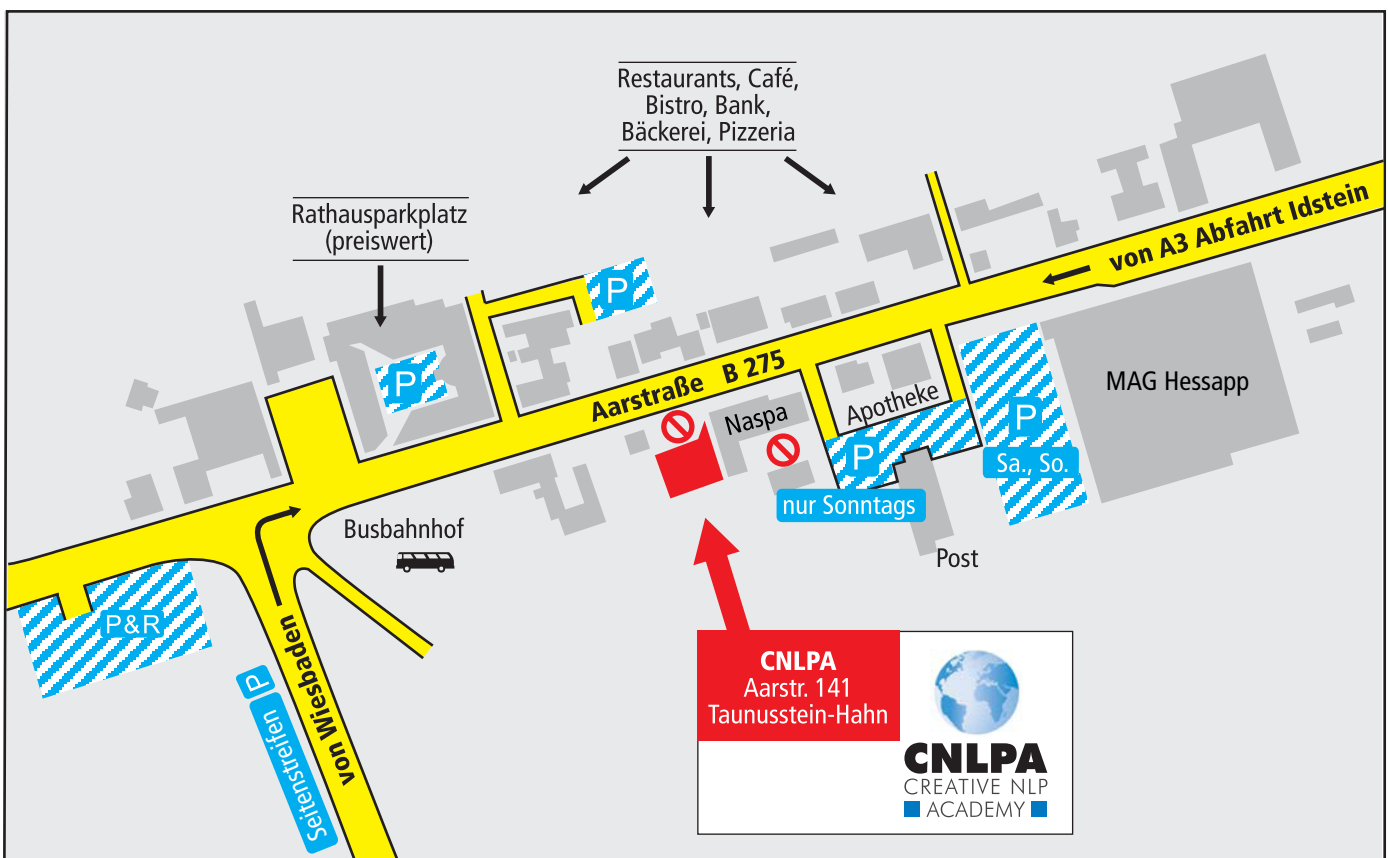 Restaurants, Café,
Bistro, Bank,
Bäckerei, Pizzeria
Rathausparkplatz
(preiswert)
von A3 Abfahrt Idstein
P
P
Aarstraße B 275
MAG Hessapp
Naspa
Apotheke
P
P
Sa., So.
nur Sonntags
Busbahnhof
Post
P&R
von Wiesbaden
P
Seitenstreifen
CNLPA
Aarstr. 141
Taunusstein-Hahn
CNLPA
CREATIVE NLP
ACADEMY